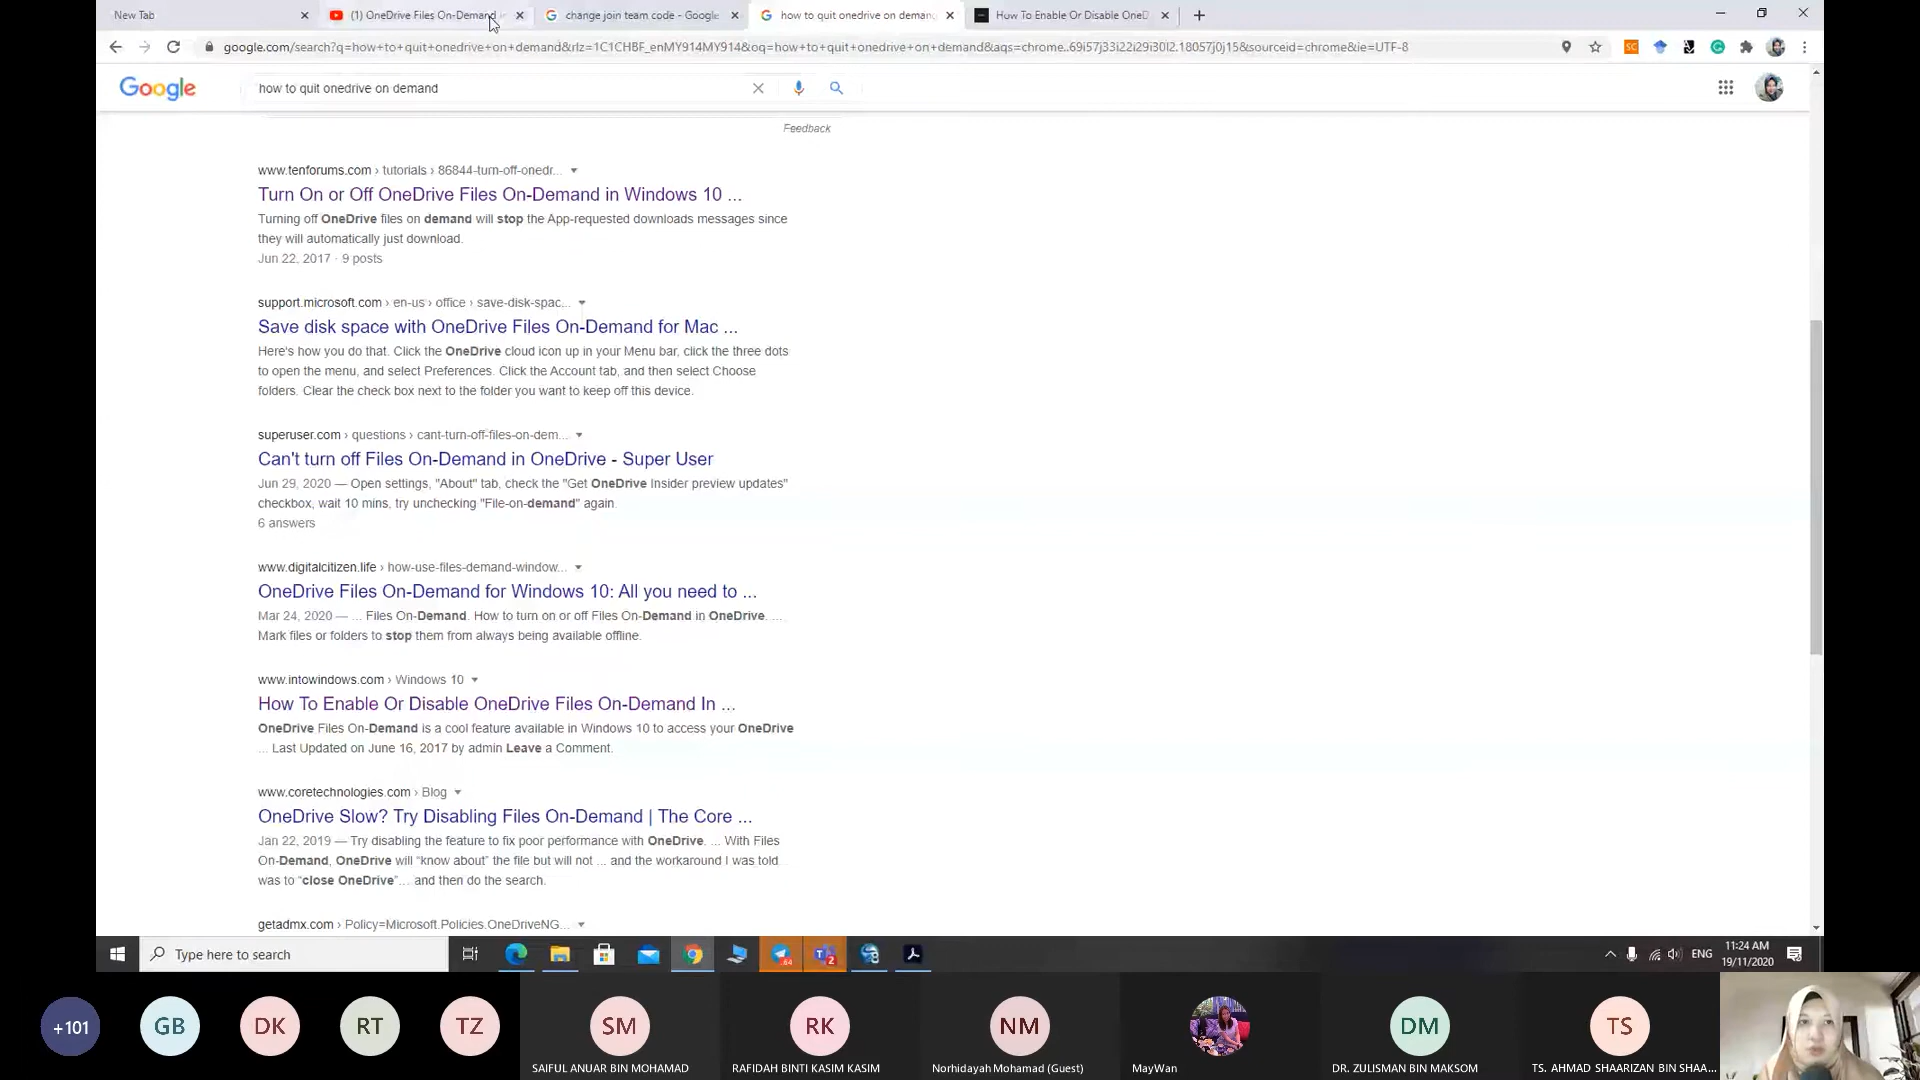 New Tab
(1) OneDrive Files On-Demand in
change join team code - Google
how to quit onedrive on deman
How To Enable Or Disable OneD
google.com/search?q=how+to+quit+onedrive+on+demand&rlz=1C1CHBF_enMY914MY914&oq=how+to+quit+onedrive+on+demand&aqs=chrome..69i57j33i22i29i30l2.18057j0j15&sourceid=chrome&ie=UTF-8
SC
Google
how to quit onedrive on demand
Feedback
www.tenforums.com › tutorials › 86844-turn-off-onedr...
Turn On or Off OneDrive Files On-Demand in Windows 10 ...
Turning off OneDrive files on demand will stop the App-requested downloads messages since
they will automatically just download.
Jun 22, 2017 · 9 posts
support.microsoft.com › en-us › office › save-disk-spac...
Save disk space with OneDrive Files On-Demand for Mac ...
Here's how you do that. Click the OneDrive cloud icon up in your Menu bar, click the three dots
to open the menu, and select Preferences. Click the Account tab, and then select Choose
folders. Clear the check box next to the folder you want to keep off this device.
superuser.com › questions › cant-turn-off-files-on-dem...
Can't turn off Files On-Demand in OneDrive - Super User
Jun 29, 2020 — Open settings, "About" tab, check the "Get OneDrive Insider preview updates"
checkbox, wait 10 mins, try unchecking "File-on-demand" again.
6 answers
www.digitalcitizen.life › how-use-files-demand-window...
OneDrive Files On-Demand for Windows 10: All you need to ...
Mar 24, 2020 — ... Files On-Demand. How to turn on or off Files On-Demand in OneDrive. ...
Mark files or folders to stop them from always being available offline.
www.intowindows.com › Windows 10
How To Enable Or Disable OneDrive Files On-Demand In ...
OneDrive Files On-Demand is a cool feature available in Windows 10 to access your OneDrive
... Last Updated on June 16, 2017 by admin Leave a Comment.
www.coretechnologies.com › Blog
OneDrive Slow? Try Disabling Files On-Demand | The Core ...
Jan 22, 2019 — Try disabling the feature to fix poor performance with OneDrive. ... With Files
On-Demand, OneDrive will “know about” the file but will not ... and the workaround I was told
was to “close OneDrive”... and then do the search.
getadmx.com › Policy=Microsoft.Policies.OneDriveNG...
Type here to search
64
2
ENG
11:24 AM
19/11/2020
+101
GB
DK
RT
TZ
SM
RK
NM
DM
TS
SAIFUL ANUAR BIN MOHAMAD
RAFIDAH BINTI KASIM KASIM
Norhidayah Mohamad (Guest)
MayWan
DR. ZULISMAN BIN MAKSOM
TS. AHMAD SHAARIZAN BIN SHAA...